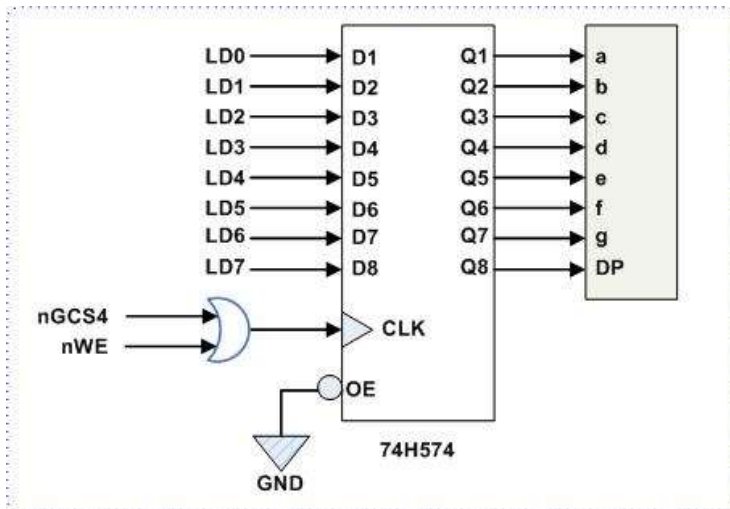 LD0 D1 Q1 a
LD1 D2 Q2 b
LD2 D3 Q3 c
LD3 D4 Q4 d
LD4 D5 Q5 e
LD5 D6 Q6 f
LD6 D7 Q7 g
LD7 D8 Q8 DP
nGCS4
CLK
nWE
OE
74H574
GND